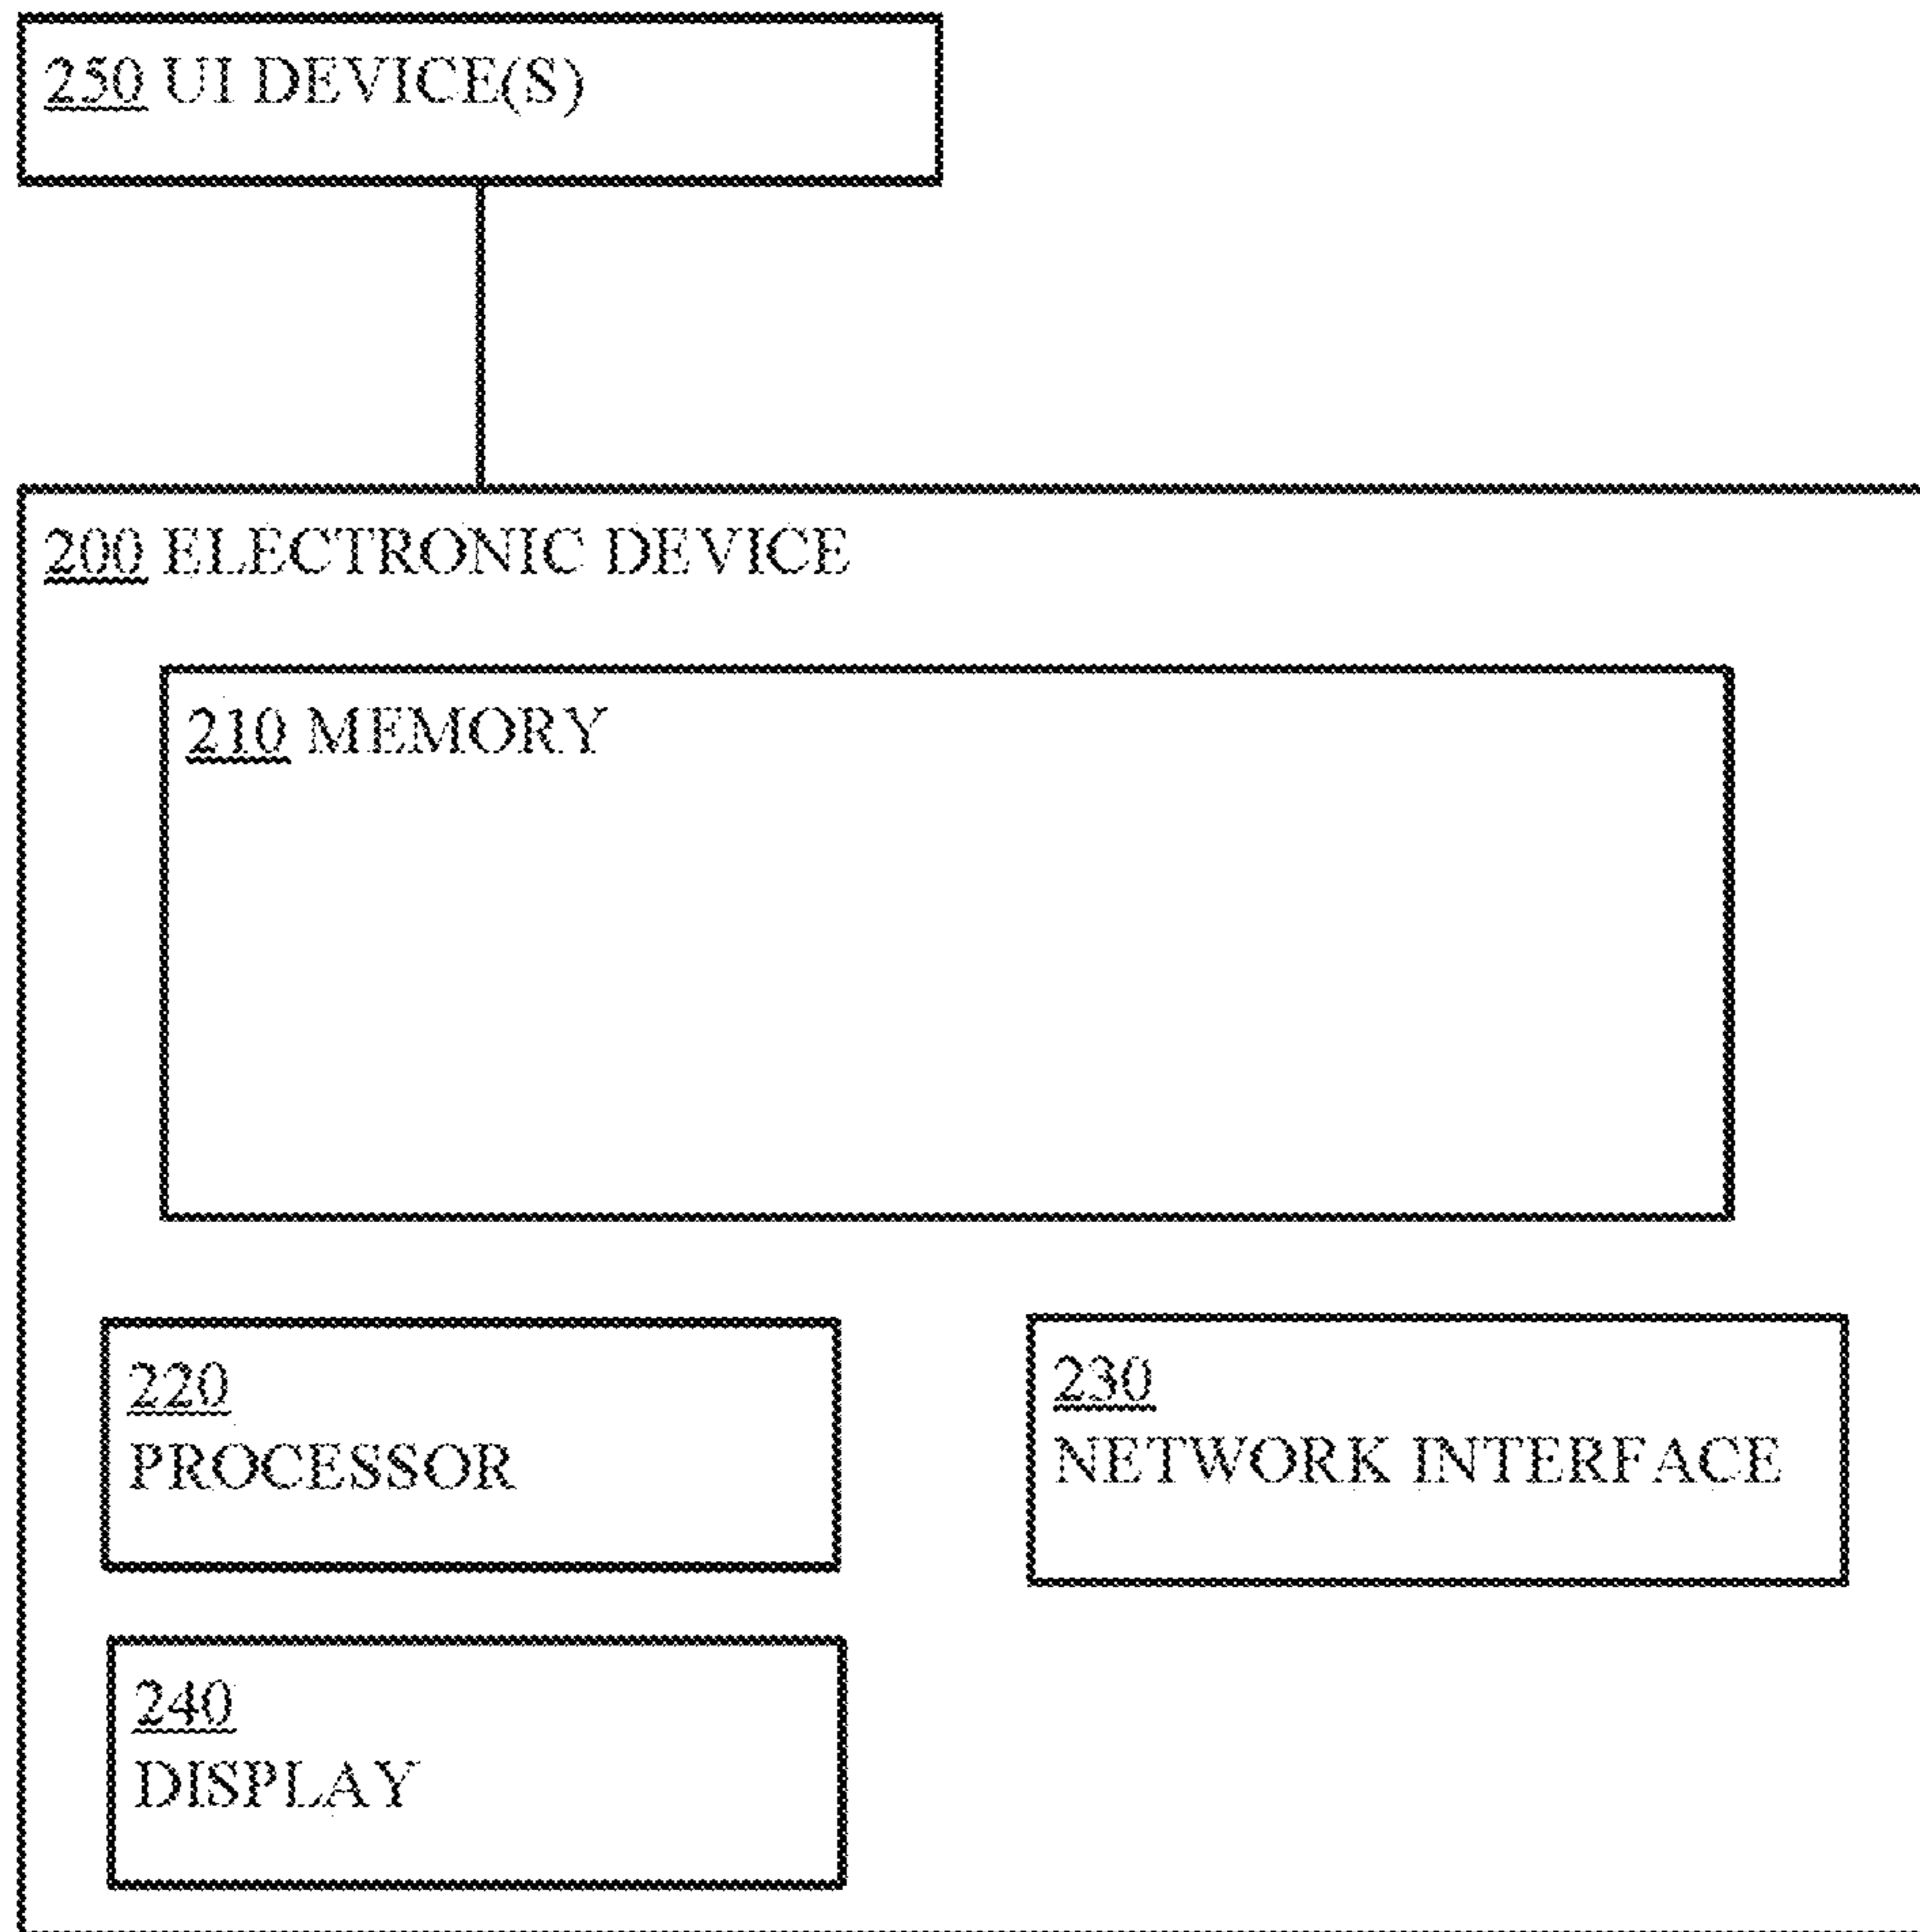 250 UI DEVICE(S)
200 ELECTRONIC DEVICE
210 MEMORY
220
PROCESSOR
230
NETWORK INTERFACE
240
DISPLAY